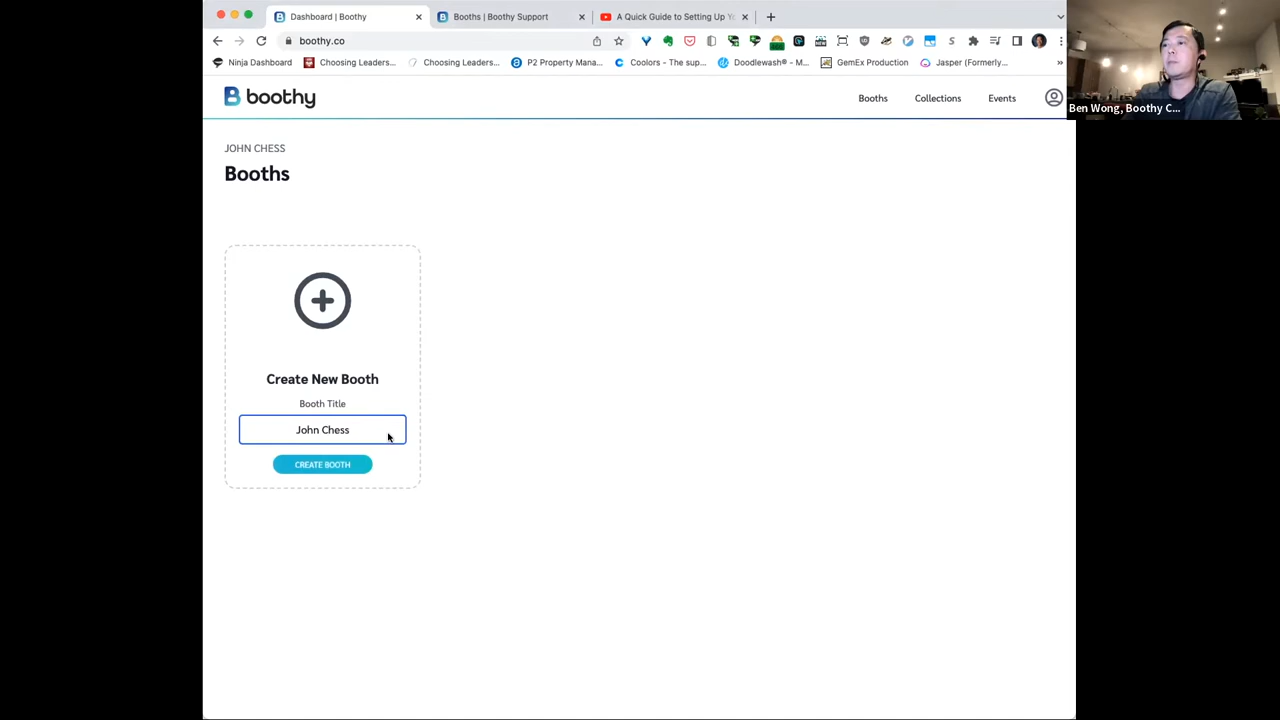 Dashboard | Boothy
Booths | Boothy Support
A Quick Guide to Setting Up Yo
boothy.co
Ninja Dashboard
Choosing Leaders...
Choosing Leaders...
P2 Property Mana...
Coolors - The sup...
Doodlewash® - M...
GemEx Production
Jasper (Formerly...
»
boothy
Booths
Collections
Events
Ben Wong, Boothy C...
JOHN CHESS
Booths
Create New Booth
Booth Title
John Chess
CREATE BOOTH